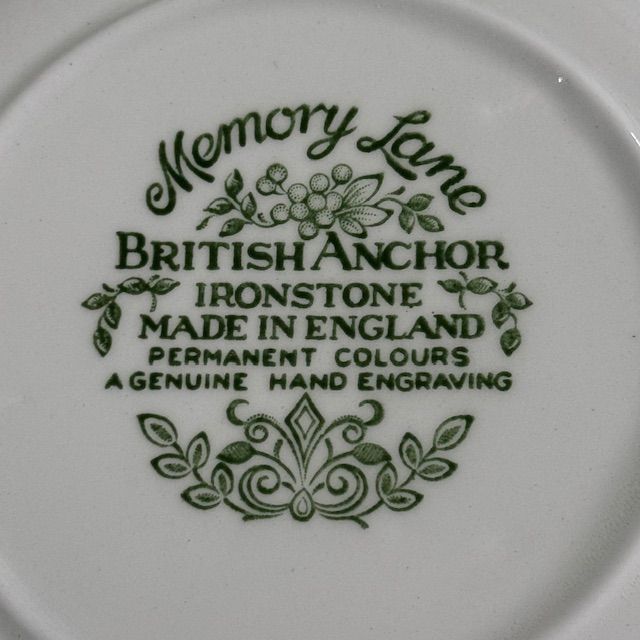 Memory Lane
BRITISH ANCHOR
IRONSTONE
MADE IN ENGLAND
PERMANENT COLOURS
A GENUINE HAND ENGRAVING